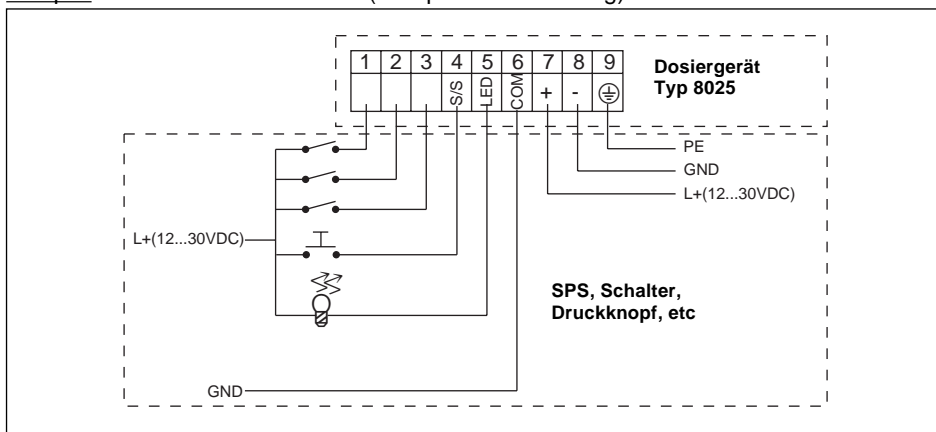 1 2 3 4 5 6 7 8 9
S/S LED COM + -
Dosiergerät
Typ 8025
PE
GND
L+(12...30VDC)
L+(12...30VDC)
SPS, Schalter,
Druckknopf, etc
GND